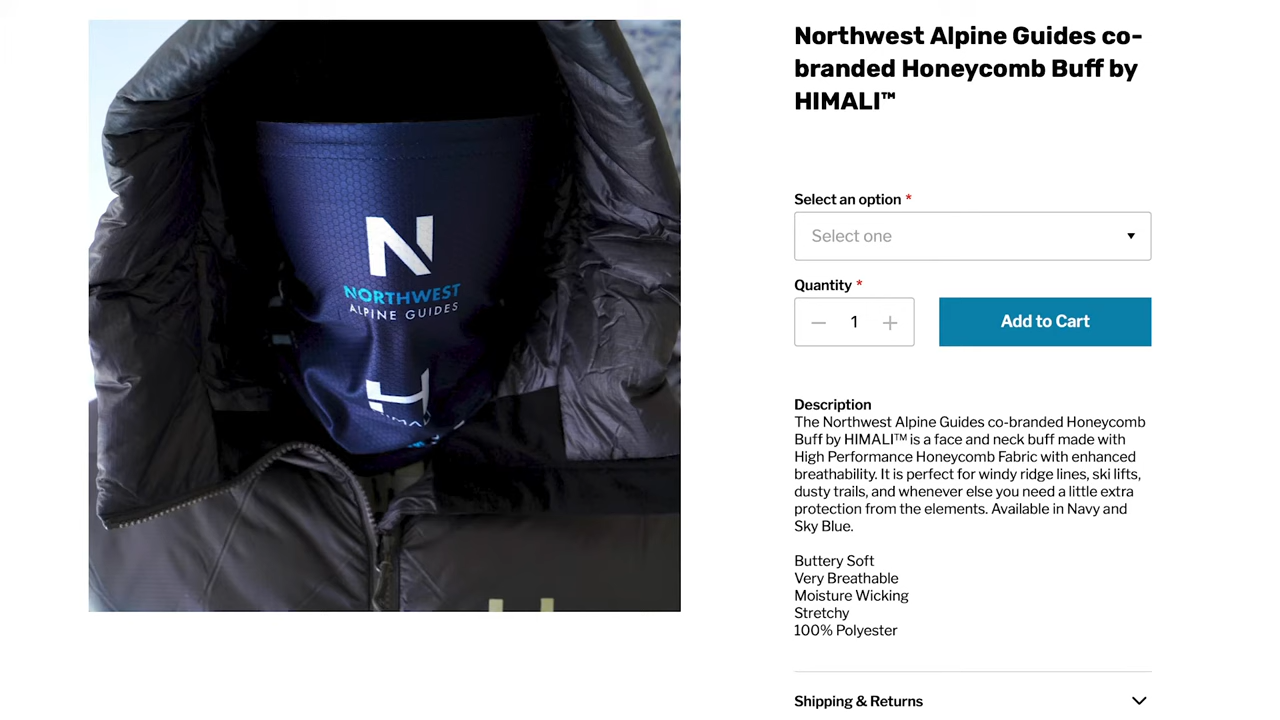 N
NORTHWEST
ALPINE GUIDES
H
Northwest Alpine Guides co-
branded Honeycomb Buff by
HIMALI™
Select an option *
Select one
Quantity *
1
Add to Cart
Description
The Northwest Alpine Guides co-branded Honeycomb
Buff by HIMALI™ is a face and neck buff made with
High Performance Honeycomb Fabric with enhanced
breathability. It is perfect for windy ridge lines, ski lifts,
dusty trails, and whenever else you need a little extra
protection from the elements. Available in Navy and
Sky Blue.
Buttery Soft
Very Breathable
Moisture Wicking
Stretchy
100% Polyester
Shipping & Returns